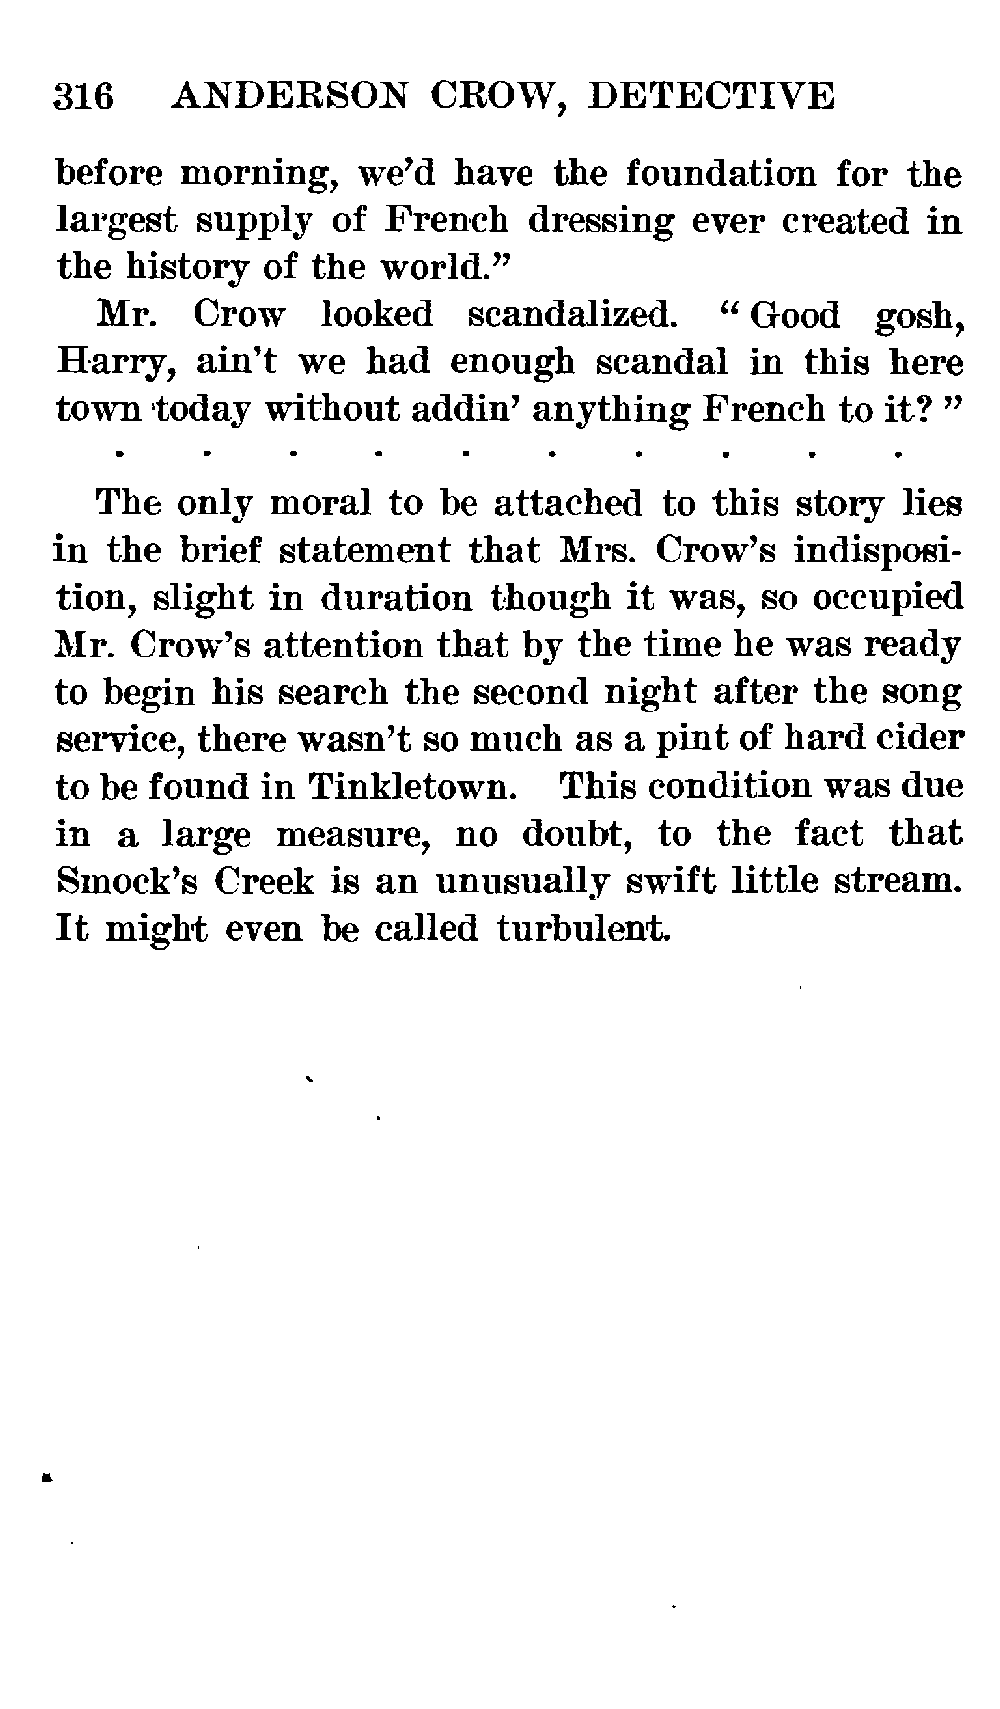 316 ANDERSON CROW, DETECTIVE
before morning, we'd have the foundation for the
largest supply of French dressing ever created in
the history of the world."
Mr. Crow looked scandalized. "Good gosh,
Harry, ain't we had enough scandal in this here
town today without addin' anything French to it?"
. . . . . . . . . .
The only moral to be attached to this story lies
in the brief statement that Mrs. Crow's indisposi-
tion, slight in duration though it was, so occupied
Mr. Crow's attention that by the time he was ready
to begin his search the second night after the song
service, there wasn't so much as a pint of hard cider
to be found in Tinkletown. This condition was due
in a large measure, no doubt, to the fact that
Smock's Creek is an unusually swift little stream.
It might even be called turbulent.